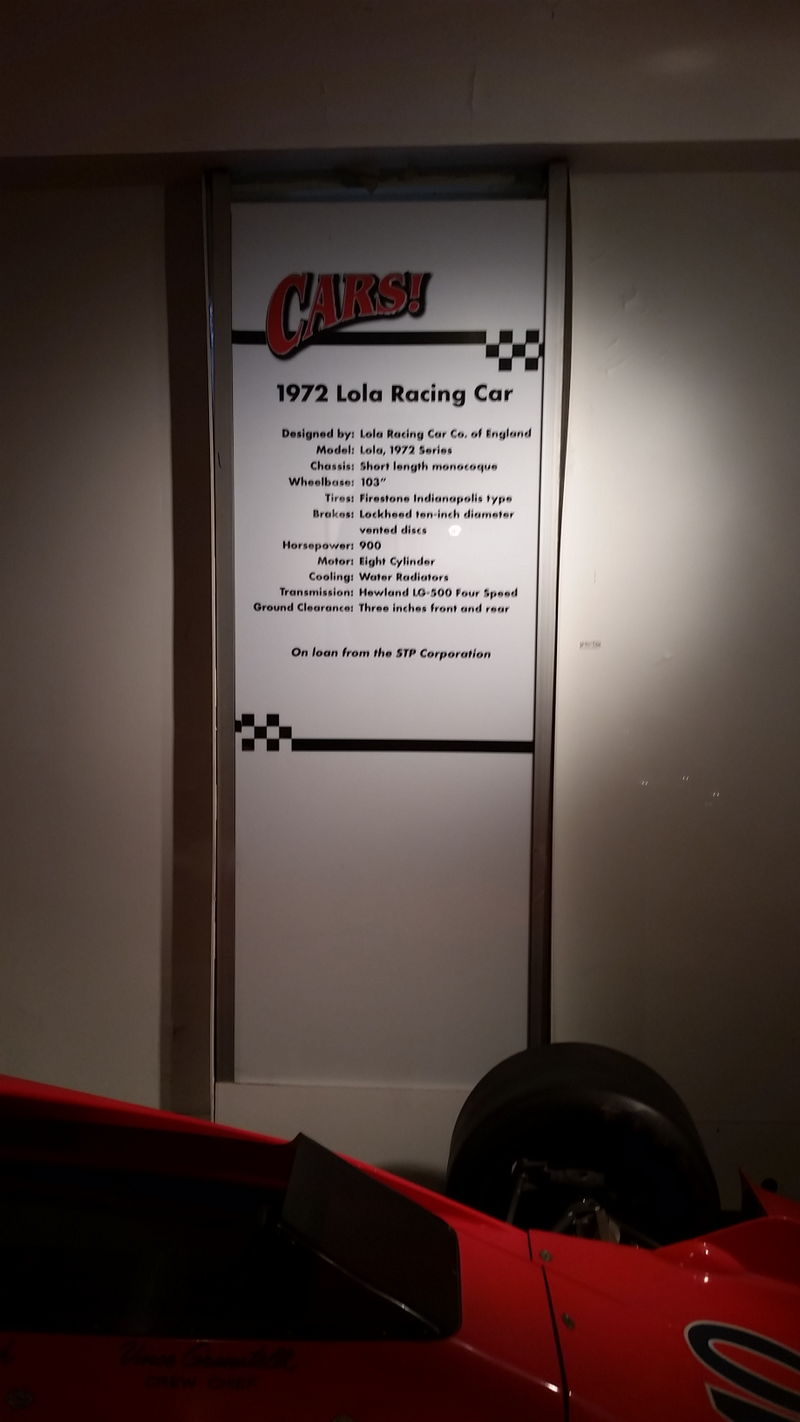 CARS!
1972 Lola Racing Car
Designed by: Lola Racing Car Co. of England
Model: Lola, 1972 Series
Chassis: Short length monocoque
Wheelbase: 103"
Tires: Firestone Indianapolis type
Brakes: Lockheed ten-inch diameter
vented discs
Horsepower: 900
Motor: Eight Cylinder
Cooling: Water Radiators
Transmission: Hewland LG-500 Four Speed
Ground Clearance: Three inches front and rear
On loan from the STP Corporation
CREW CHIEF